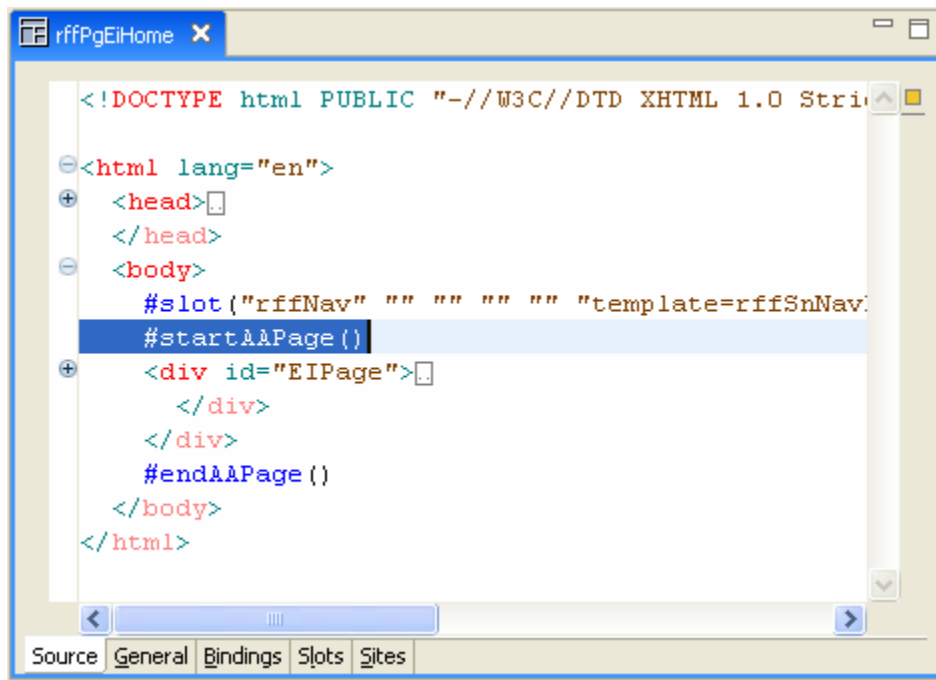 rffPgEiHome
<!DOCTYPE html PUBLIC "-//W3C//DTD XHTML 1.0 Stri
<html lang="en">
<head>
</head>
<body>
#slot("rffNav" "" "" "" "" "template=rffSnNav
#startAAPage()
<div id="EIPage">
</div>
</div>
#endAAPage()
</body>
</html>
Source General Bindings Slots Sites